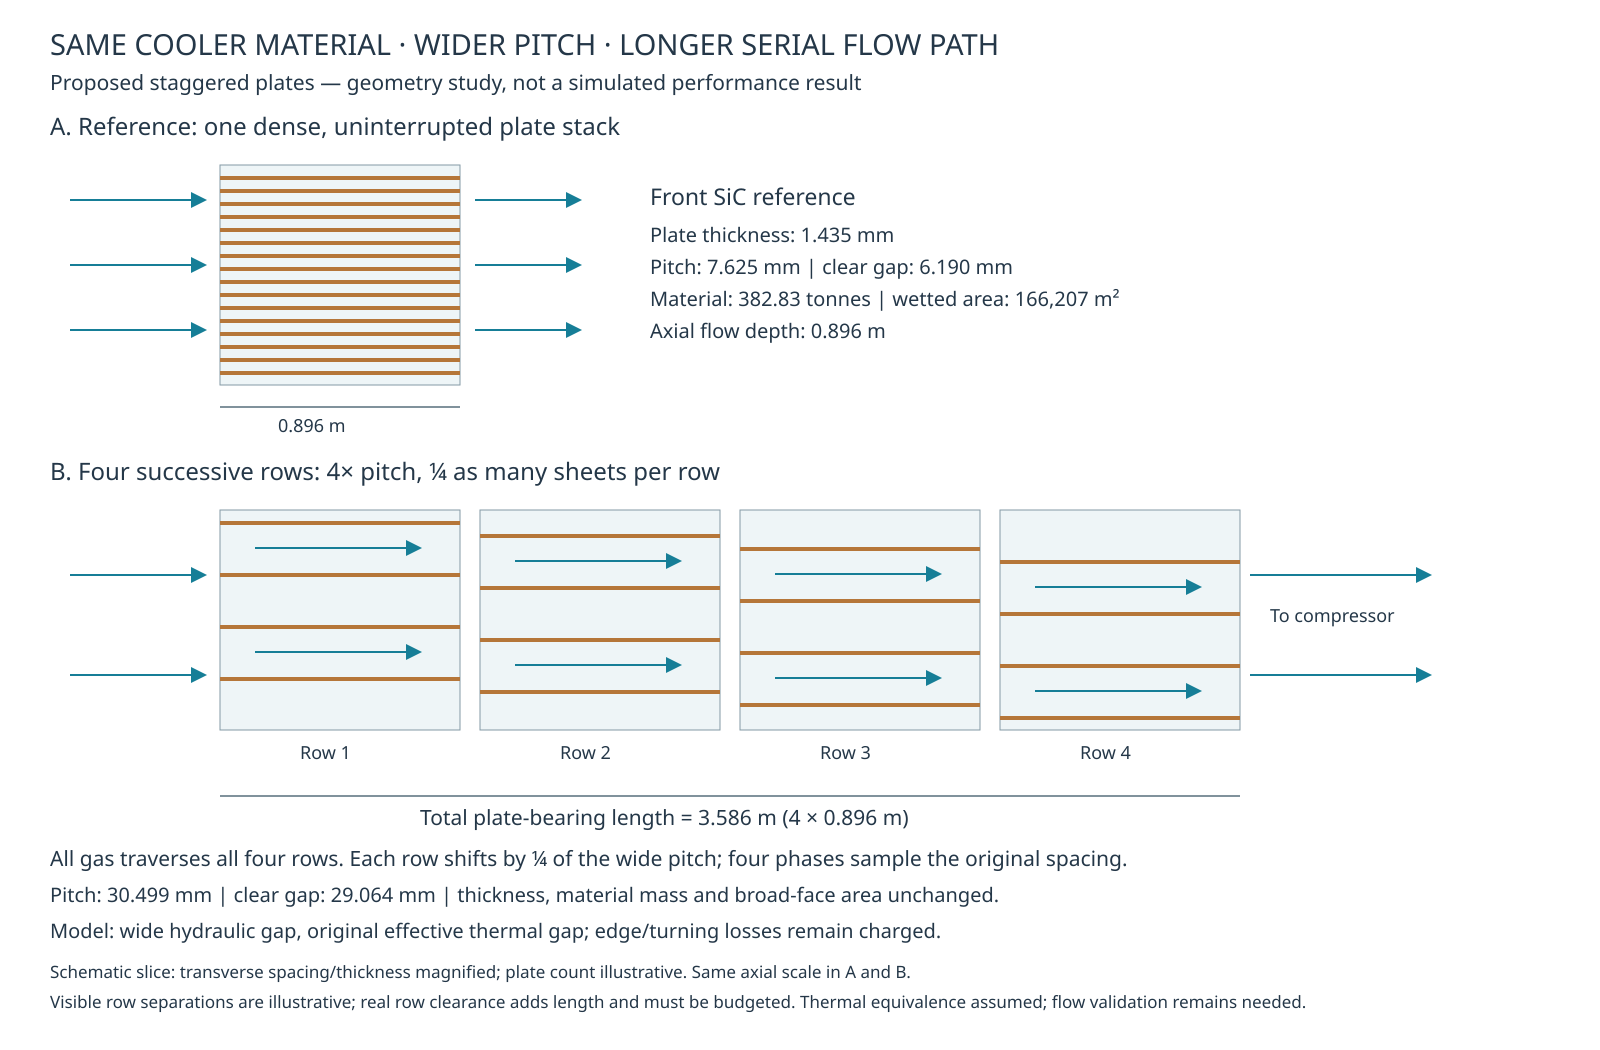 SAME COOLER MATERIAL · WIDER PITCH · LONGER SERIAL FLOW PATH
Proposed staggered plates — geometry study, not a simulated performance result
A. Reference: one dense, uninterrupted plate stack
Front SiC reference
Plate thickness: 1.435 mm
Pitch: 7.625 mm | clear gap: 6.190 mm
Material: 382.83 tonnes | wetted area: 166,207 m²
Axial flow depth: 0.896 m
0.896 m
B. Four successive rows: 4× pitch, ¼ as many sheets per row
To compressor
Row 1
Row 2
Row 3
Row 4
Total plate-bearing length = 3.586 m (4 × 0.896 m)
All gas traverses all four rows. Each row shifts by ¼ of the wide pitch; four phases sample the original spacing.
Pitch: 30.499 mm | clear gap: 29.064 mm | thickness, material mass and broad-face area unchanged.
Model: wide hydraulic gap, original effective thermal gap; edge/turning losses remain charged.
Schematic slice: transverse spacing/thickness magnified; plate count illustrative. Same axial scale in A and B.
Visible row separations are illustrative; real row clearance adds length and must be budgeted. Thermal equivalence assumed; flow validation remains needed.